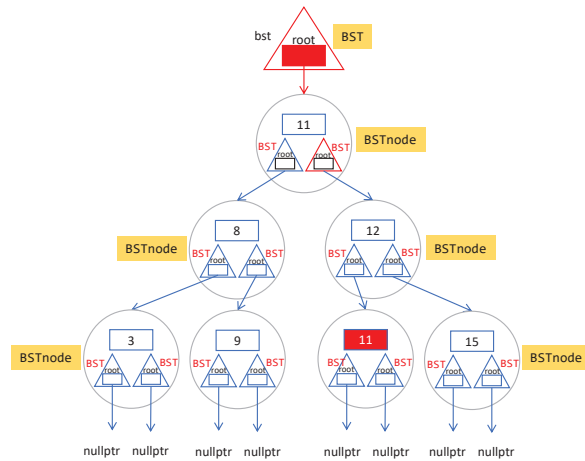 bst root BST
11
BST root root BST BSTnode
8 12
BSTnode BST root root BST BST root root BST BSTnode
3 9 11 15
BSTnode BST root root BST BST root root BST BST root root BST BST root root BST BSTnode
nullptr nullptr nullptr nullptr nullptr nullptr nullptr nullptr